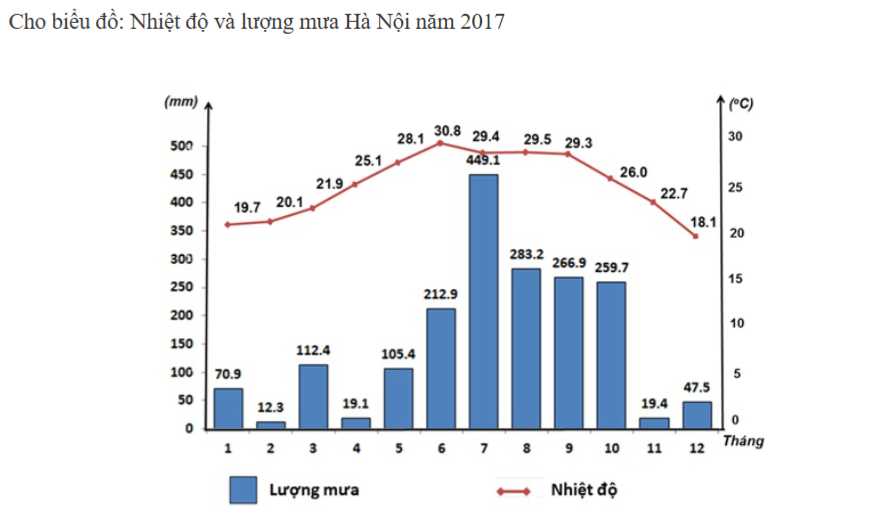 Cho biểu đồ: Nhiệt độ và lượng mưa Hà Nội năm 2017
(mm) (ºC)
500 30
450 25
400 20
350 15
300 10
250 5
200 0
150
100
50
0
19.7 20.1 21.9 25.1 28.1 30.8 29.4 29.5 29.3 26.0 22.7 18.1
70.9 12.3 112.4 19.1 105.4 212.9 449.1 283.2 266.9 259.7 19.4 47.5
1 2 3 4 5 6 7 8 9 10 11 12 Tháng
Lượng mưa Nhiệt độ